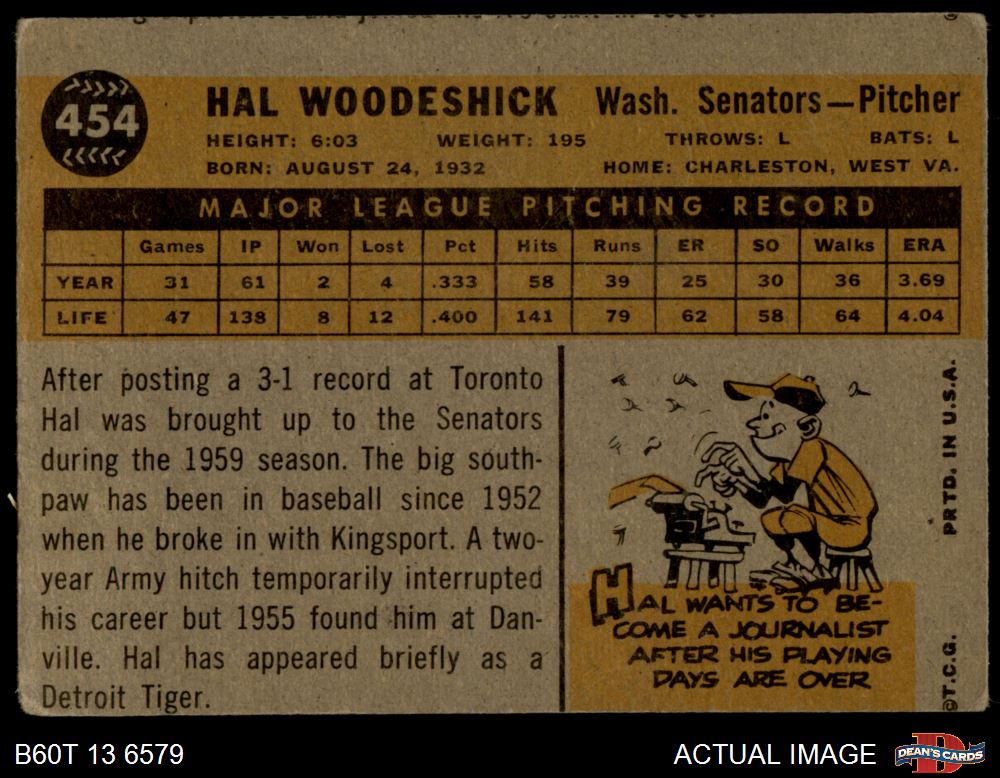 454
HAL WOODESHICK Wash. Senators—Pitcher
HEIGHT: 6:03 WEIGHT: 195 THROWS: L BATS: L
BORN: AUGUST 24, 1932 HOME: CHARLESTON, WEST VA.
MAJOR LEAGUE PITCHING RECORD
Games IP Won Lost Pct Hits Runs ER SO Walks ERA
YEAR 31 61 2 4 .333 58 39 25 30 36 3.69
LIFE 47 138 8 12 .400 141 79 62 58 64 4.04
After posting a 3-1 record at Toronto
Hal was brought up to the Senators
during the 1959 season. The big south-
paw has been in baseball since 1952
when he broke in with Kingsport. A two-
year Army hitch temporarily interrupted
his career but 1955 found him at Dan-
ville. Hal has appeared briefly as a
Detroit Tiger.
HAL WANTS TO BE-
COME A JOURNALIST
AFTER HIS PLAYING
DAYS ARE OVER
©T.C.G. PRTD. IN U.S.A.
B60T 13 6579
ACTUAL IMAGE
DEAN'S CARDS